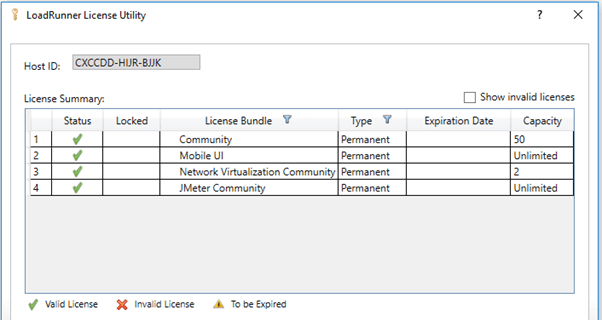 LoadRunner License Utility ?
Host ID: CXCCDD-HIJR-BJJK
License Summary: Show invalid licenses
Status Locked License Bundle Type Expiration Date Capacity
1 Community Permanent 50
2 Mobile UI Permanent Unlimited
3 Network Virtualization Community Permanent 2
4 JMeter Community Permanent Unlimited
Valid License Invalid License To be Expired